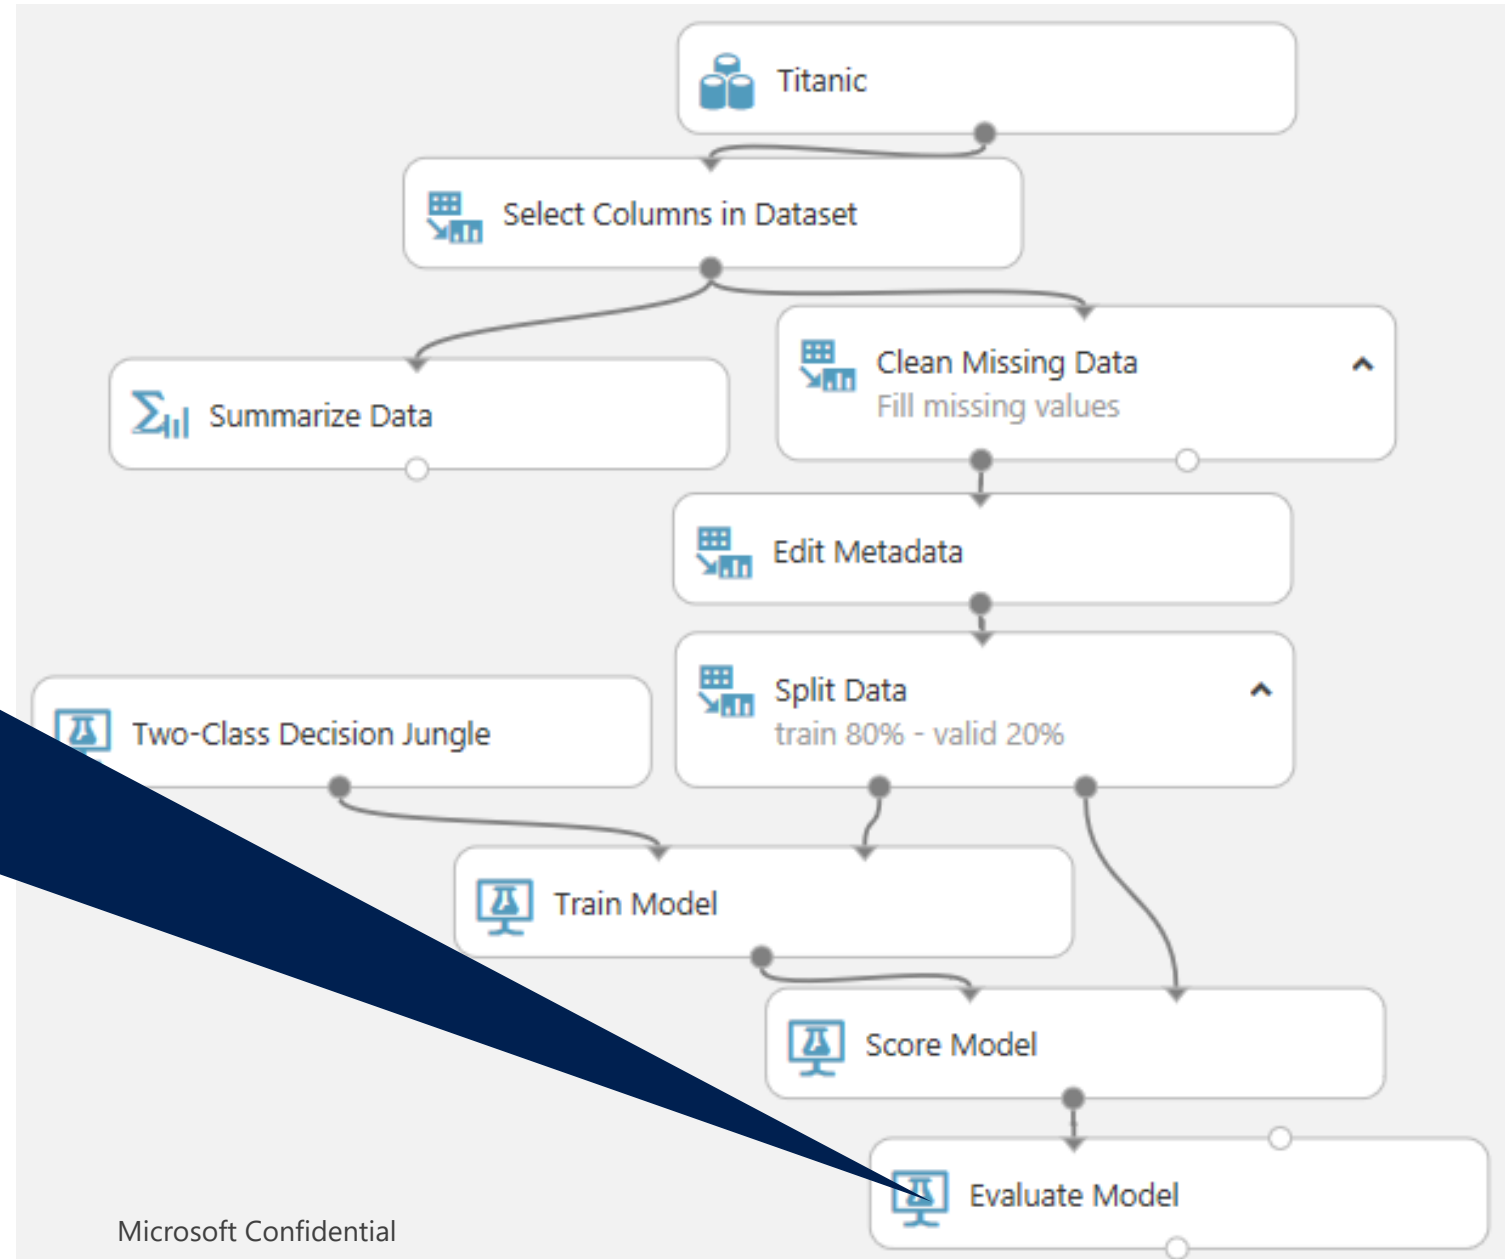 Titanic
Select Columns in Dataset
Clean Missing Data
Fill missing values
Summarize Data
Edit Metadata
Split Data
train 80% - valid 20%
Two-Class Decision Jungle
Train Model
Score Model
Evaluate Model
Microsoft Confidential